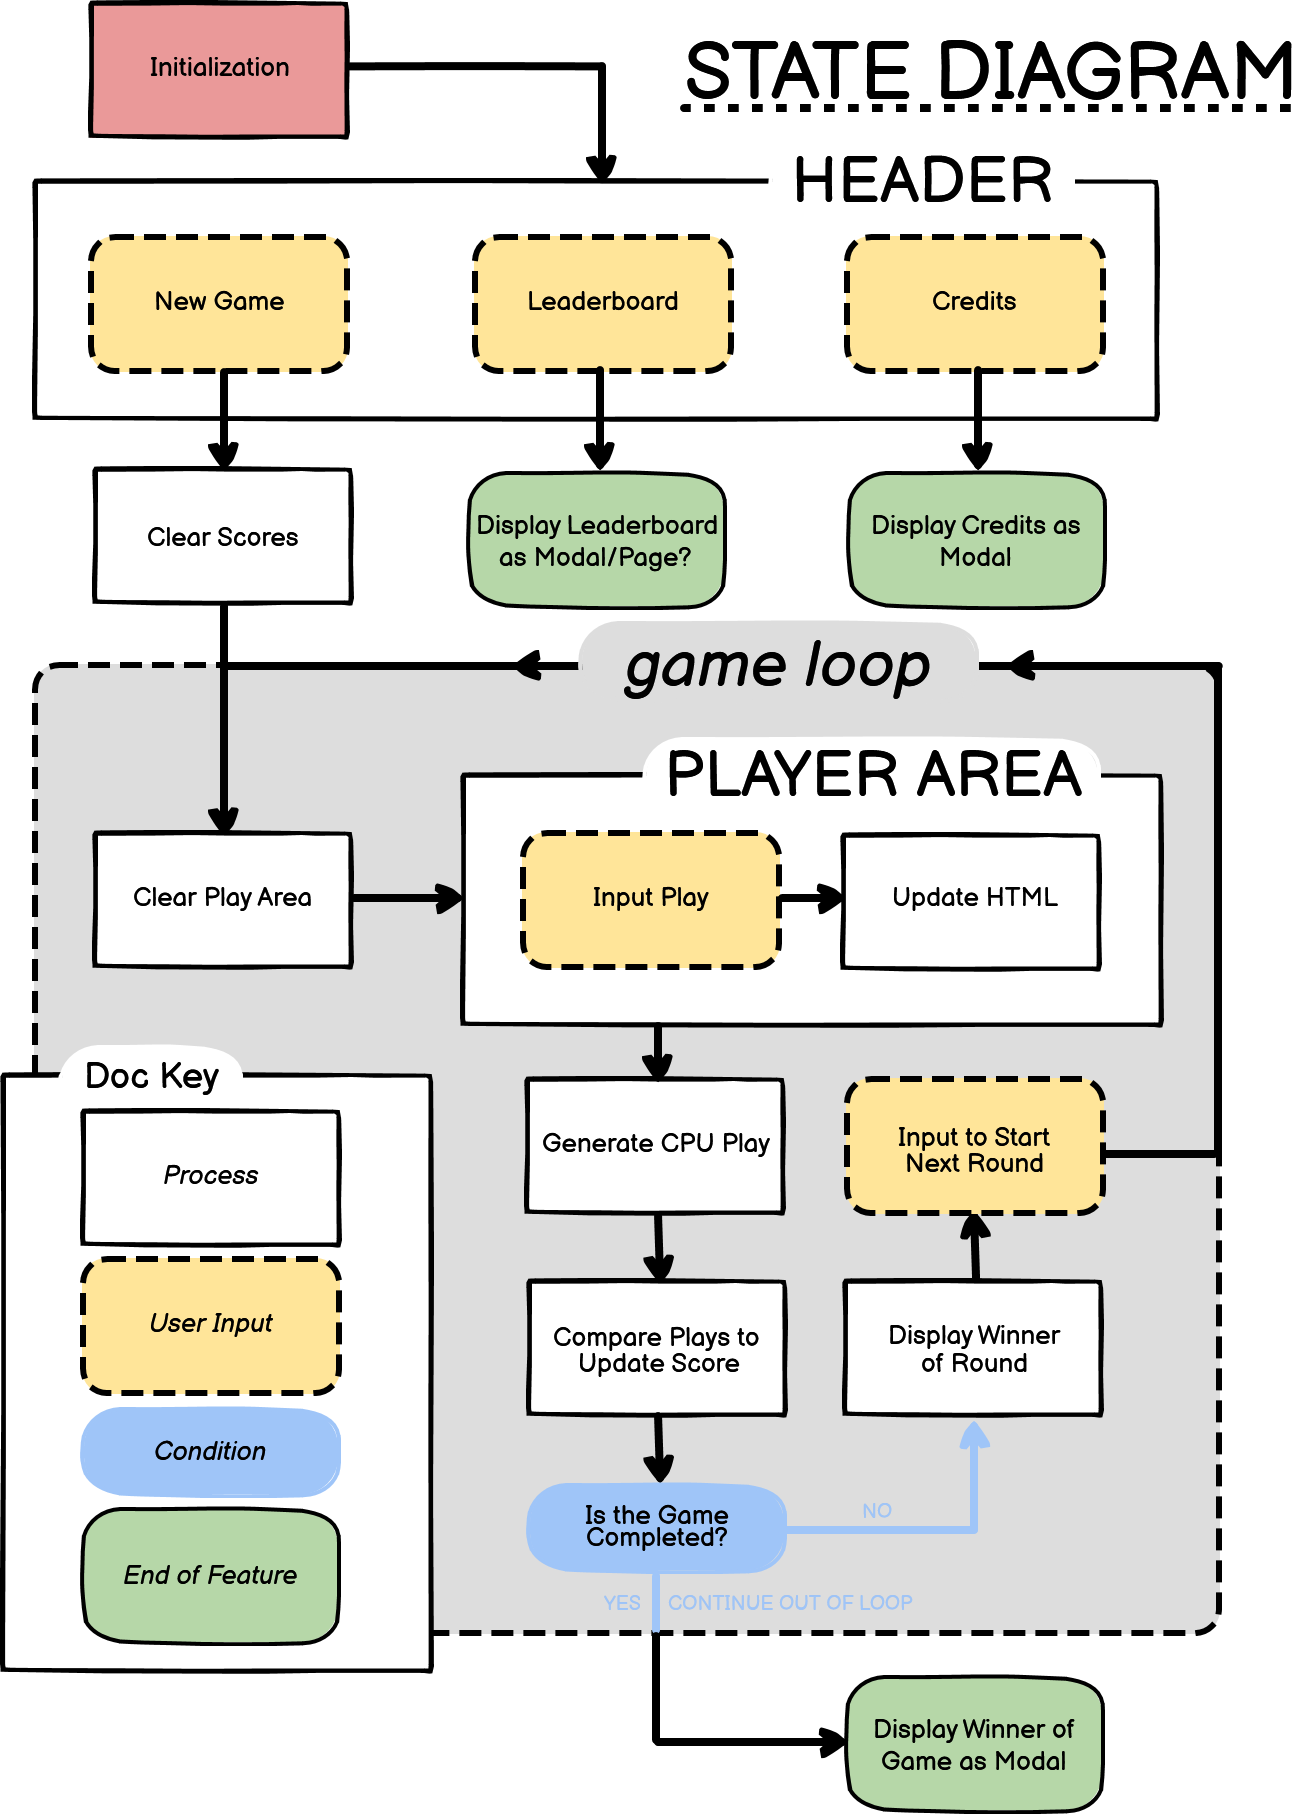 Initialization
STATE DIAGRAM
HEADER
New Game
Leaderboard
Credits
Clear Scores
Display Leaderboard
as Modal/Page?
Display Credits as
Modal
game loop
PLAYER AREA
Clear Play Area
Input Play
Update HTML
Doc Key
Process
User Input
Condition
End of Feature
Generate CPU Play
Input to Start
Next Round
Compare Plays to
Update Score
Display Winner
of Round
Is the Game
Completed?
NO
YES
CONTINUE OUT OF LOOP
Display Winner of
Game as Modal